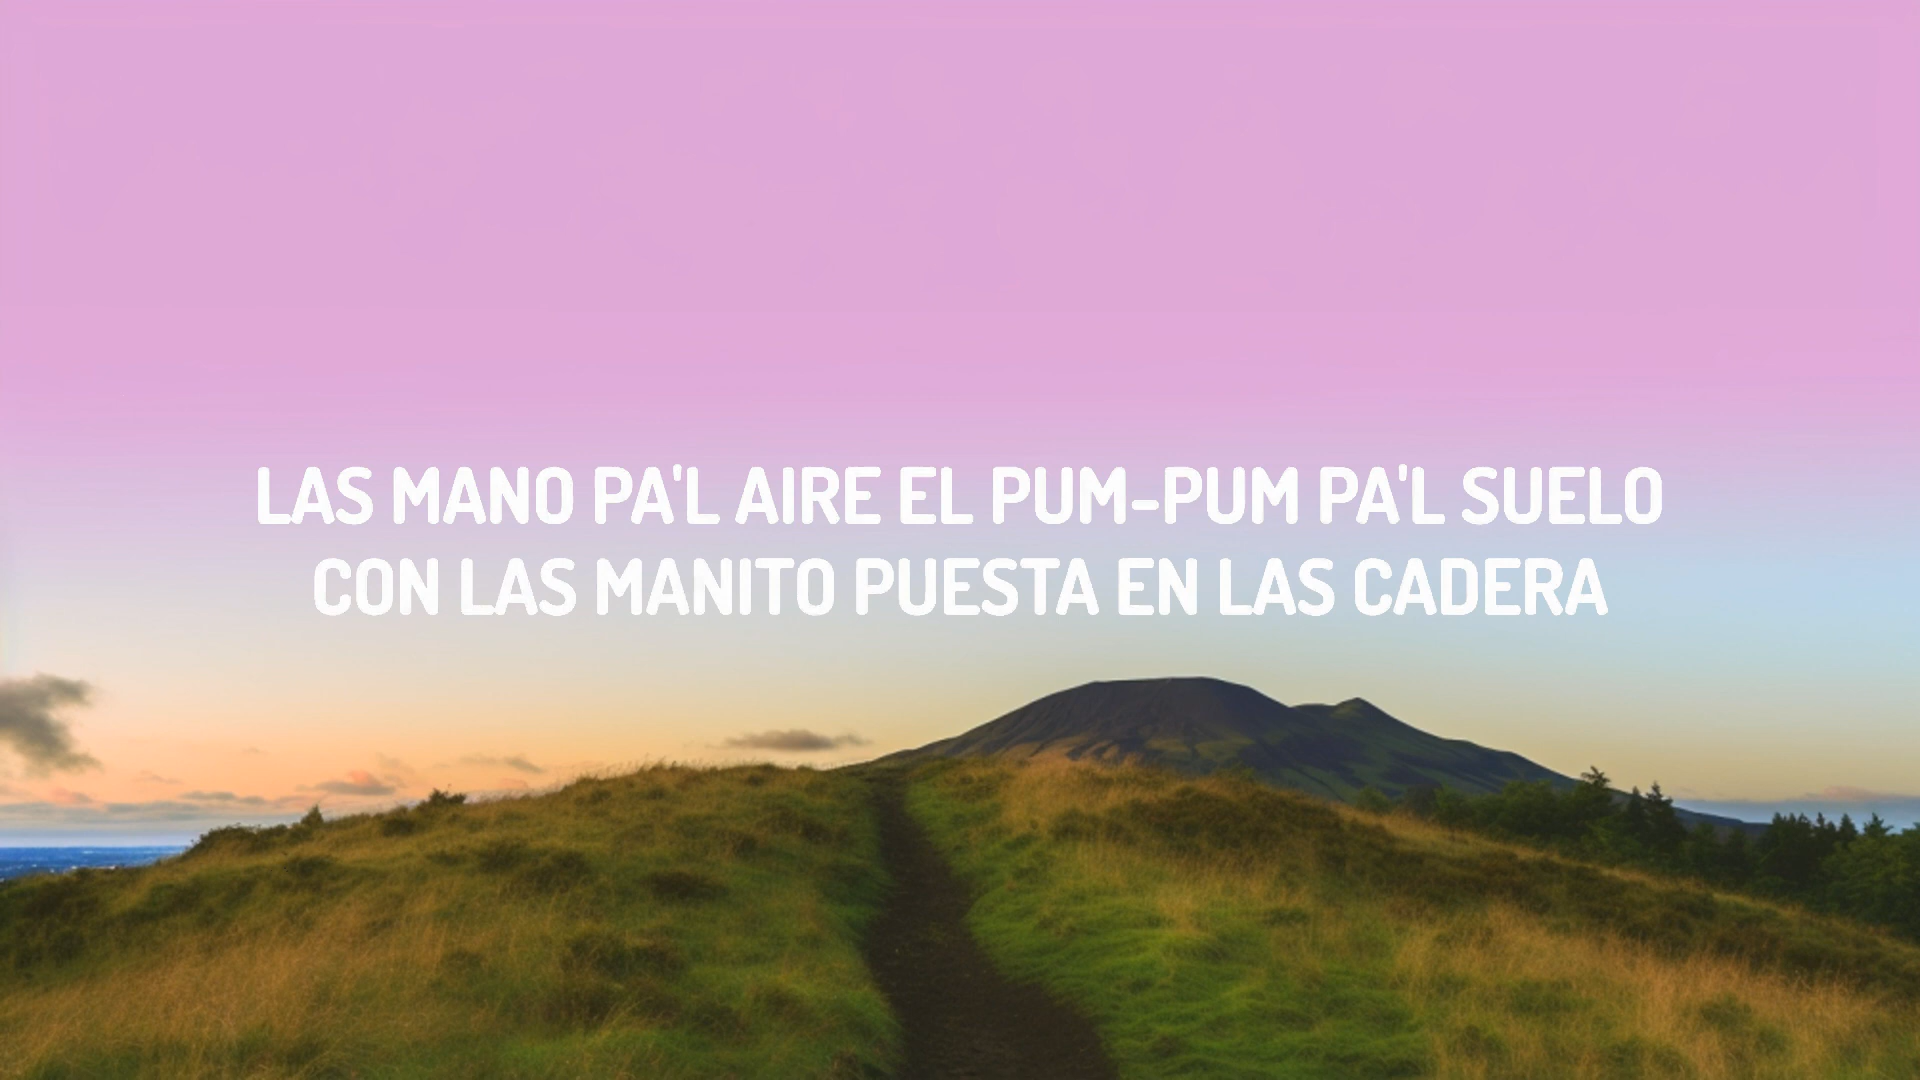 LAS MANO PA'L AIRE EL PUM-PUM PA'L SUELO
CON LAS MANITO PUESTA EN LAS CADERA